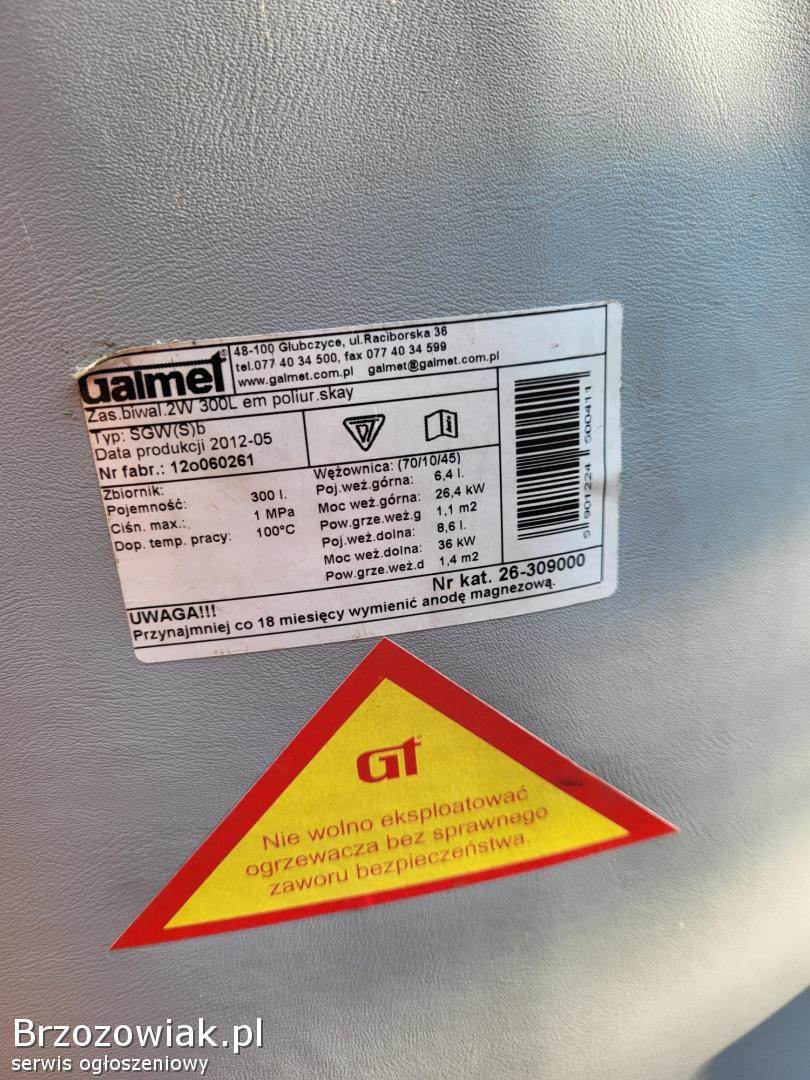 Galmet®
48-100 Głubczyce, ul.Raciborska 36
tel.077 40 34 500, fax 077 40 34 599
www.galmet.com.pl galmet@galmet.com.pl
Zas.biwal.2W 300L em poliur.skay
Typ: SGW(S)b
Data produkcji 2012-05
Nr fabr.: 12o060261
Zbiornik:
Pojemność: 300 l.
Ciśn. max.: 1 MPa
Dop. temp. pracy: 100°C
Wężownica: (70/10/45)
Poj.weż.górna: 6,4 l.
Moc weż.górna: 26,4 kW
Pow.grze.weż.g 1,1 m2
Poj.weż.dolna: 8,6 l.
Moc weż.dolna: 36 kW
Pow.grze.weż.d 1,4 m2
5 901224 500411
Nr kat. 26-309000
UWAGA!!!
Przynajmniej co 18 miesięcy wymienić anodę magnezową.
Gt
Nie wolno eksploatować
ogrzewacza bez sprawnego
zaworu bezpieczeństwa.
Brzozowiak.pl
serwis ogłoszeniowy